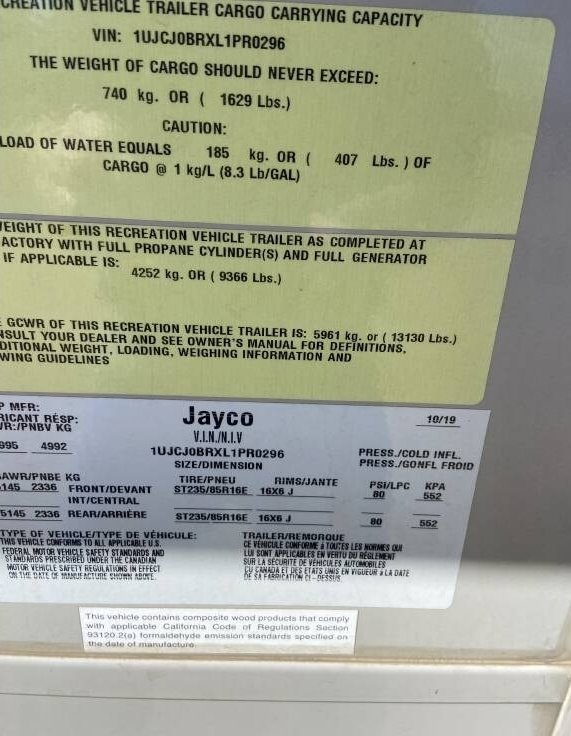 CREATION VEHICLE TRAILER CARGO CARRYING CAPACITY
VIN: 1UJCJ0BRXL1PR0296
THE WEIGHT OF CARGO SHOULD NEVER EXCEED:
740 kg. OR ( 1629 Lbs.)
CAUTION:
LOAD OF WATER EQUALS 185 kg. OR ( 407 Lbs. ) OF
CARGO @ 1 kg/L (8.3 Lb/GAL)
WEIGHT OF THIS RECREATION VEHICLE TRAILER AS COMPLETED AT
ACTORY WITH FULL PROPANE CYLINDER(S) AND FULL GENERATOR
IF APPLICABLE IS:
4252 kg. OR ( 9366 Lbs.)
E GCWR OF THIS RECREATION VEHICLE TRAILER IS: 5961 kg. or ( 13130 Lbs.)
NSULT YOUR DEALER AND SEE OWNER'S MANUAL FOR DEFINITIONS,
DITIONAL WEIGHT, LOADING, WEIGHING INFORMATION AND
WING GUIDELINES
P MFR:
RICANT RESP: Jayco 10/19
VR:/PNBV KG V.I.N./N.I.V
995 4992 1UJCJ0BRXL1PR0296
SIZE/DIMENSION
PRESS./COLD INFL.
PRESS./GONFL FROID
AWR/PNBE KG TIRE/PNEU RIMS/JANTE PSI/LPC KPA
5145 2336 FRONT/DEVANT ST235/85R16E 16X6 J 80 552
INT/CENTRAL
5145 2336 REAR/ARRIÈRE ST235/85R16E 16X6 J 80 552
TYPE OF VEHICLE/TYPE DE VÉHICULE: TRAILER/REMORQUE
THIS VEHICLE CONFORMS TO ALL APPLICABLE U.S.
FEDERAL MOTOR VEHICLE SAFETY STANDARDS AND
STANDARDS PRESCRIBED UNDER THE CANADIAN
MOTOR VEHICLE SAFETY REGULATIONS IN EFFECT
ON THE DATE OF MANUFACTURE SHOWN ABOVE.
CE VÉHICULE CONFORME à TOUTES LES NORMES QUI
LUI SONT APPLICABLES EN VERTU DU RÈGLEMENT
SUR LA SÉCURITÉ DE VÉHICULES AUTOMOBILES
DU CANADA ET DES ÉTATS UNIS EN VIGUEUR à LA DATE
DE SA FABRICATION CI-DESSUS.
This vehicle contains composite wood products that comply
with applicable California Code of Regulations Section
93120.2(a) formaldehyde emission standards specified on
the date of manufacture.